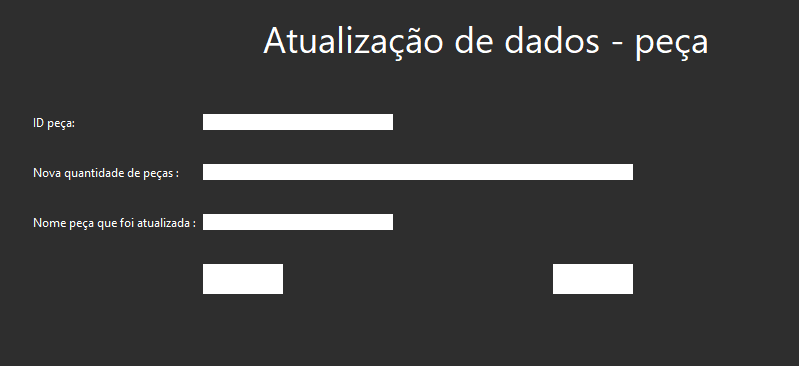 Atualização de dados - peça
ID peça:
Nova quantidade de peças :
Nome peça que foi atualizada :